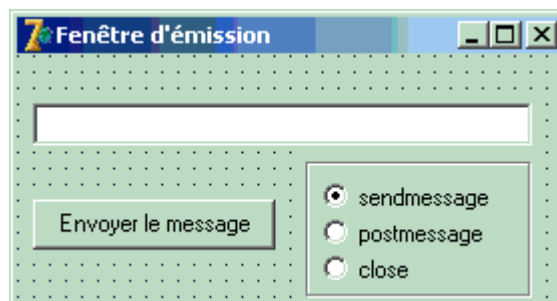 Fenêtre d'émission
sendmessage
Envoyer le message
postmessage
close